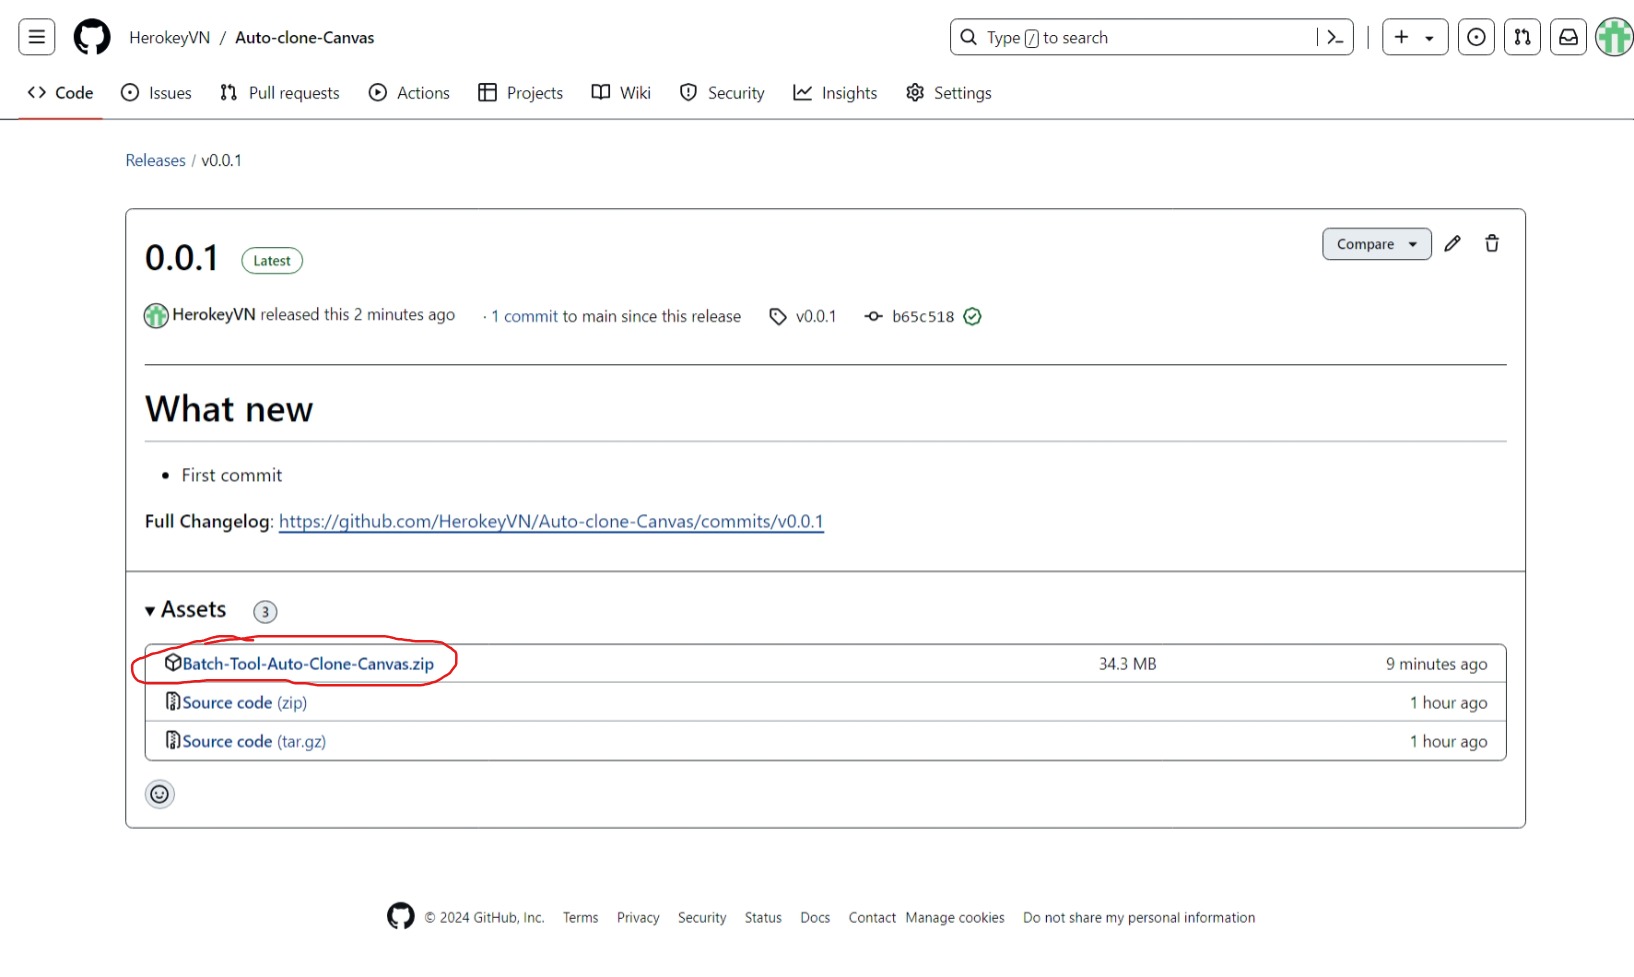 HerokeyVN / Auto-clone-Canvas
Type / to search
Code Issues Pull requests Actions Projects Wiki Security Insights Settings
Releases / v0.0.1
0.0.1 Latest
Compare
HerokeyVN released this 2 minutes ago · 1 commit to main since this release v0.0.1 b65c518
What new
• First commit
Full Changelog: https://github.com/HerokeyVN/Auto-clone-Canvas/commits/v0.0.1
Assets 3
Batch-Tool-Auto-Clone-Canvas.zip 34.3 MB 9 minutes ago
Source code (zip) 1 hour ago
Source code (tar.gz) 1 hour ago
© 2024 GitHub, Inc. Terms Privacy Security Status Docs Contact Manage cookies Do not share my personal information